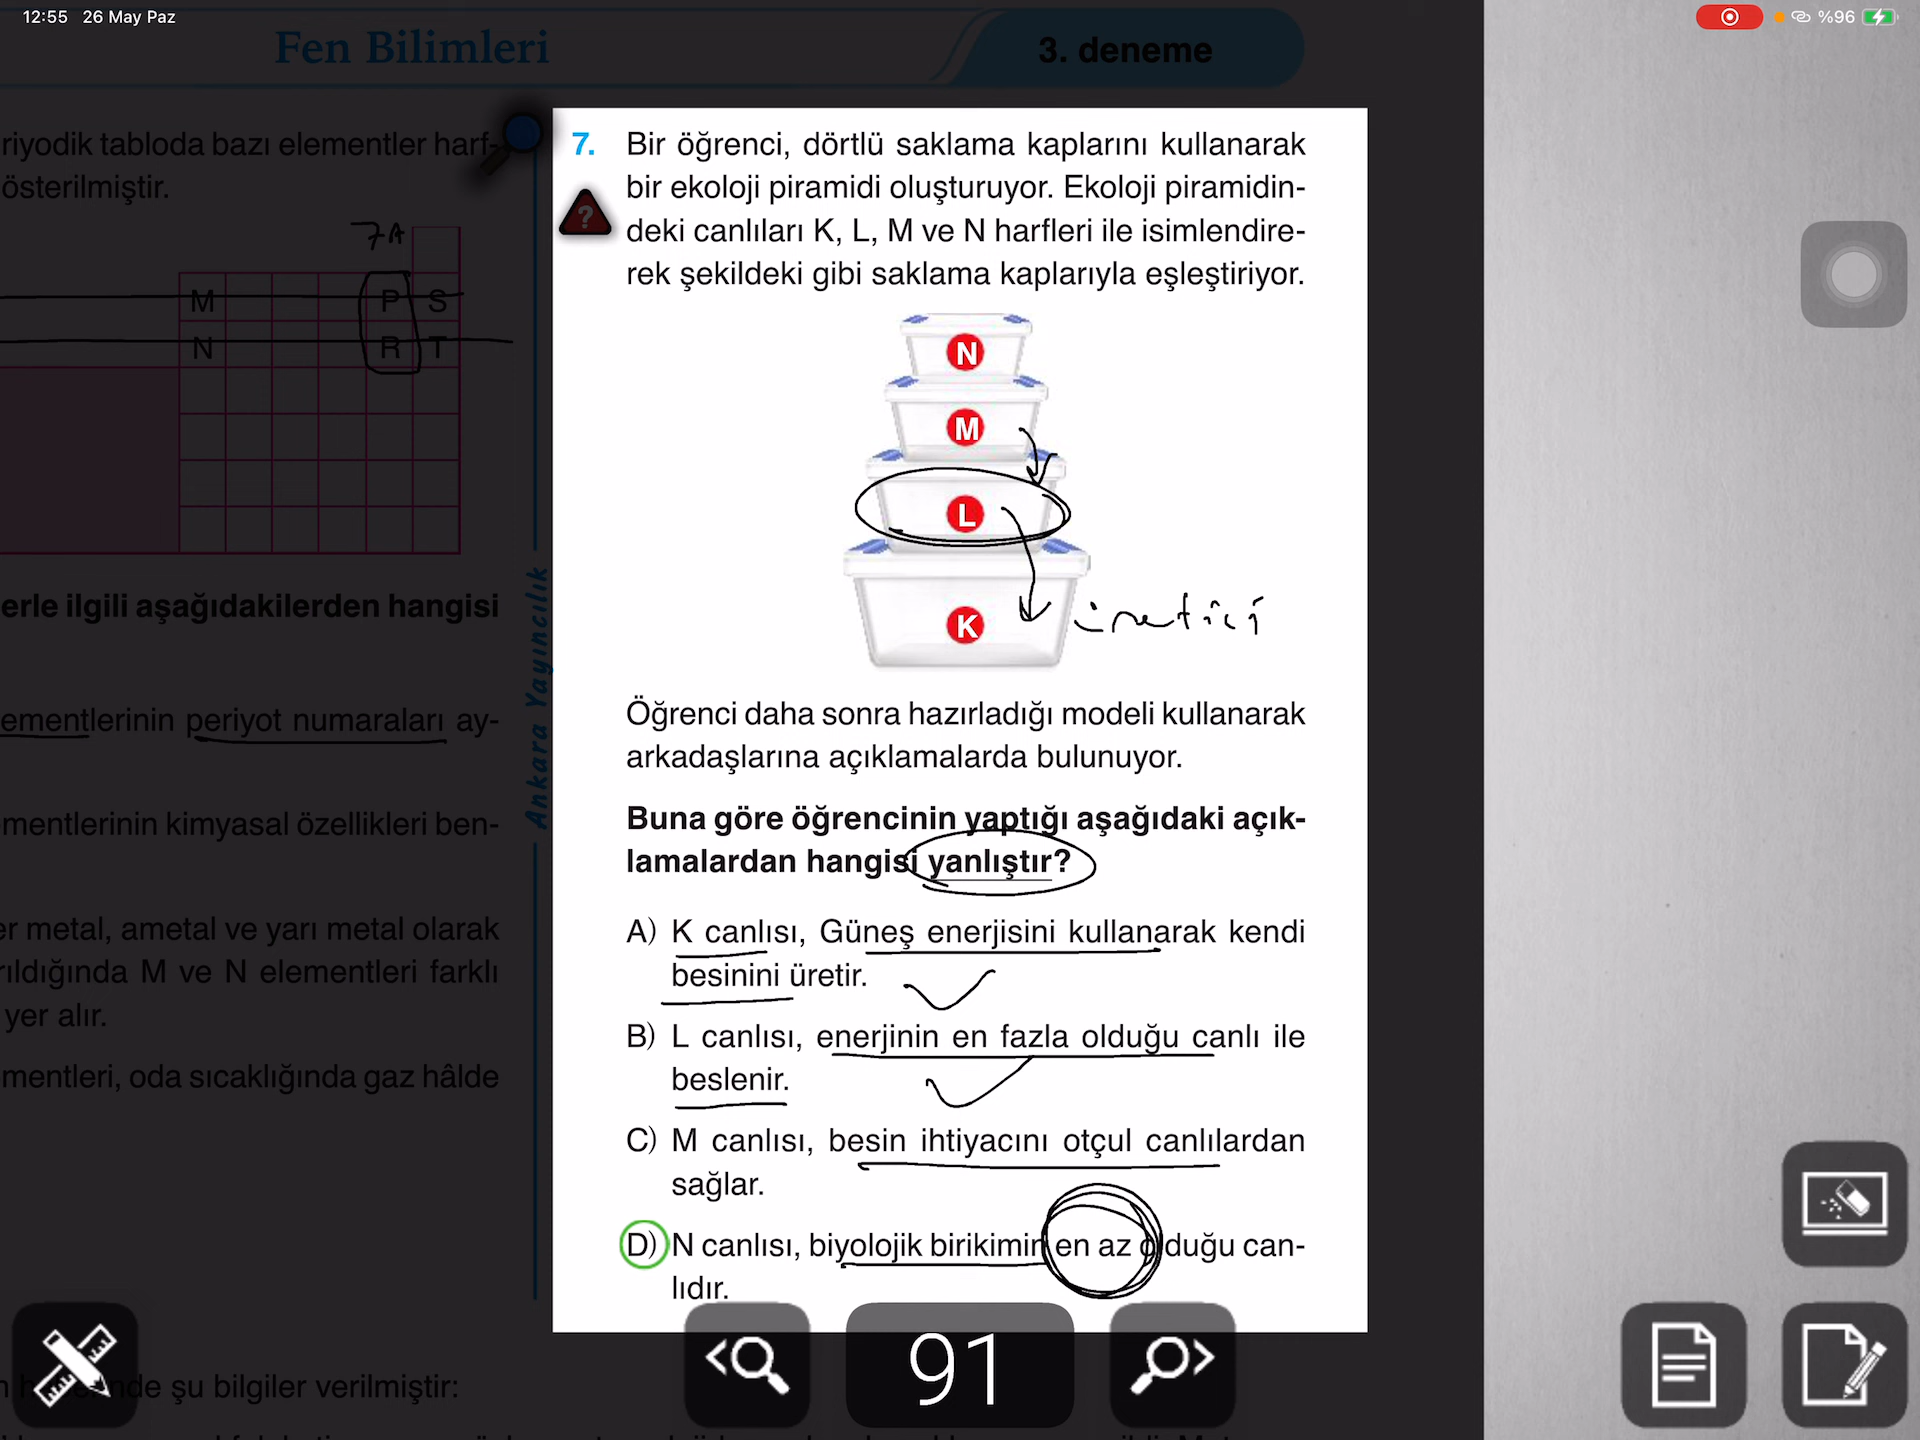 12:55 26 May Paz
%96
Fen Bilimleri
3. deneme
riyodik tabloda bazı elementler harf-
österilmiştir.
7A
M P S
N R T
erle ilgili aşağıdakilerden hangisi
ementlerinin periyot numaraları ay-
mentlerinin kimyasal özellikleri ben-
er metal, ametal ve yarı metal olarak
rıldığında M ve N elementleri farklı
yer alır.
mentleri, oda sıcaklığında gaz hâlde
şu bilgiler verilmiştir:
Ankara Yayıncılık
7. Bir öğrenci, dörtlü saklama kaplarını kullanarak
bir ekoloji piramidi oluşturuyor. Ekoloji piramidin-
deki canlıları K, L, M ve N harfleri ile isimlendire-
rek şekildeki gibi saklama kaplarıyla eşleştiriyor.
?
N
M
L
K
üretici
Öğrenci daha sonra hazırladığı modeli kullanarak
arkadaşlarına açıklamalarda bulunuyor.
Buna göre öğrencinin yaptığı aşağıdaki açık-
lamalardan hangisi yanlıştır?
A) K canlısı, Güneş enerjisini kullanarak kendi
besinini üretir.
B) L canlısı, enerjinin en fazla olduğu canlı ile
beslenir.
C) M canlısı, besin ihtiyacını otçul canlılardan
sağlar.
D) N canlısı, biyolojik birikimin en az olduğu can-
lıdır.
91